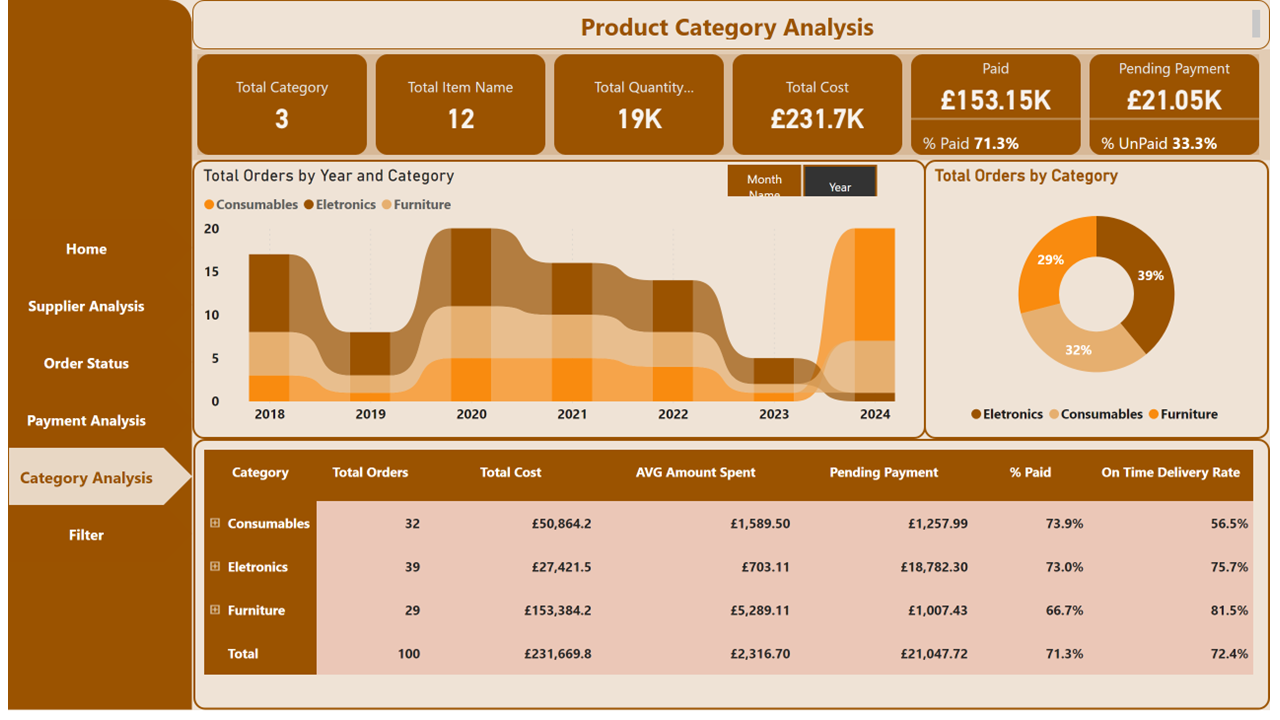 Product Category Analysis
Total Category
3
Total Item Name
12
Total Quantity...
19K
Total Cost
£231.7K
Paid
£153.15K
% Paid 71.3%
Pending Payment
£21.05K
% UnPaid 33.3%
Home
Supplier Analysis
Order Status
Payment Analysis
Category Analysis
Filter
Total Orders by Year and Category
Month
Name
Year
Consumables Eletronics Furniture
20
15
10
5
0
2018 2019 2020 2021 2022 2023 2024
Total Orders by Category
29%
39%
32%
Eletronics Consumables Furniture
Category Total Orders Total Cost AVG Amount Spent Pending Payment % Paid On Time Delivery Rate
Consumables 32 £50,864.2 £1,589.50 £1,257.99 73.9% 56.5%
Eletronics 39 £27,421.5 £703.11 £18,782.30 73.0% 75.7%
Furniture 29 £153,384.2 £5,289.11 £1,007.43 66.7% 81.5%
Total 100 £231,669.8 £2,316.70 £21,047.72 71.3% 72.4%